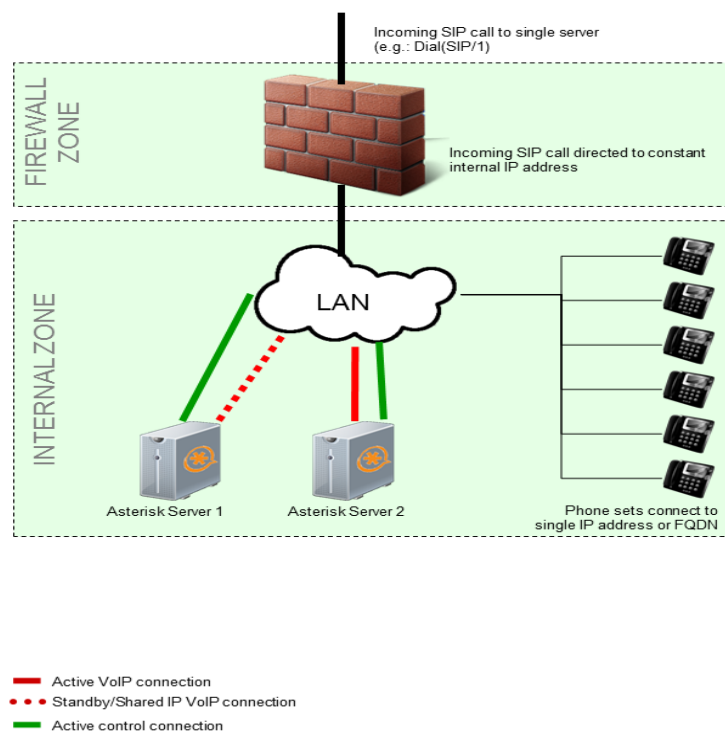 Incoming SIP call to single server
(e.g.: Dial(SIP/1)
FIREWALL
ZONE
Incoming SIP call directed to constant
internal IP address
INTERNAL ZONE
LAN
Asterisk Server 1
Asterisk Server 2
Phone sets connect to
single IP address or FQDN
Active VoIP connection
Standby/Shared IP VoIP connection
Active control connection